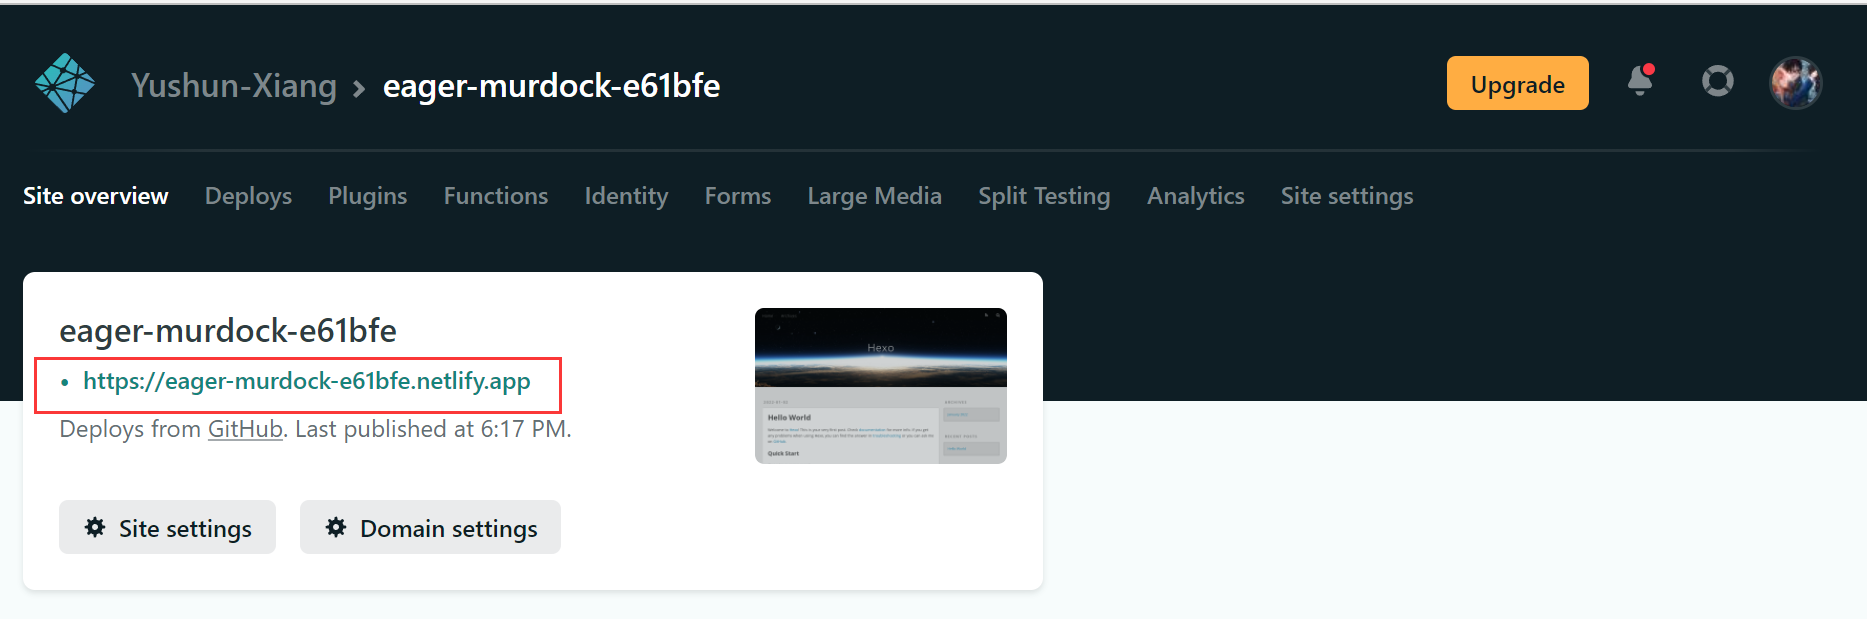 Yushun-Xiang > eager-murdock-e61bfe
Upgrade
Site overview Deploys Plugins Functions Identity Forms Large Media Split Testing Analytics Site settings
eager-murdock-e61bfe
• https://eager-murdock-e61bfe.netlify.app
Deploys from GitHub. Last published at 6:17 PM.
Hexo
Hello World
Quick Start
Site settings
Domain settings